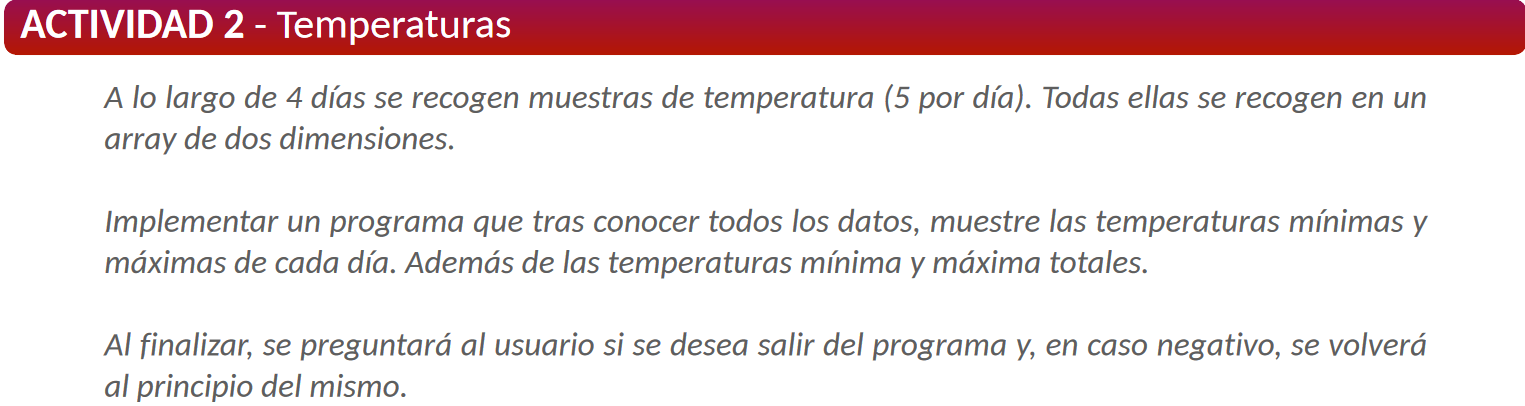 ACTIVIDAD 2 - Temperaturas
A lo largo de 4 días se recogen muestras de temperatura (5 por día). Todas ellas se recogen en un
array de dos dimensiones.
Implementar un programa que tras conocer todos los datos, muestre las temperaturas mínimas y
máximas de cada día. Además de las temperaturas mínima y máxima totales.
Al finalizar, se preguntará al usuario si se desea salir del programa y, en caso negativo, se volverá
al principio del mismo.